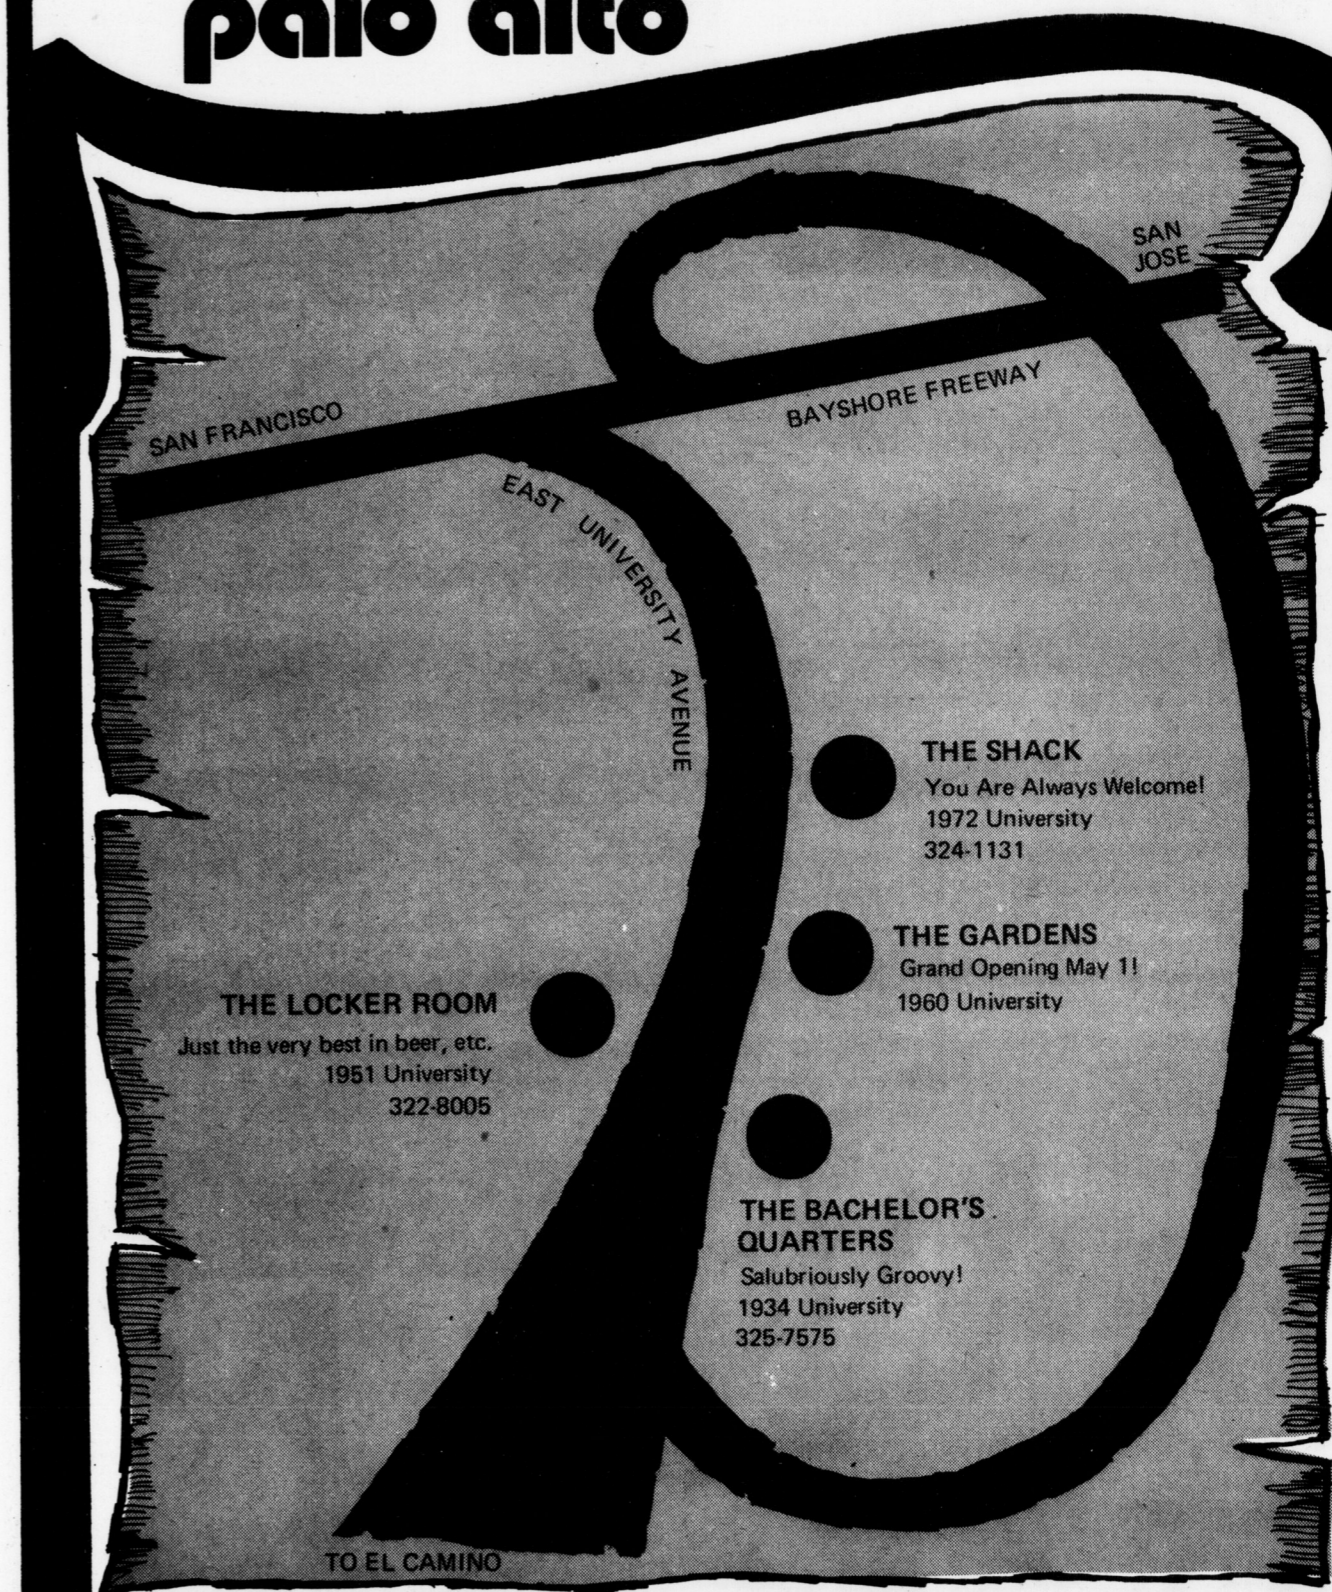 palo alto
SAN
JOSE
BAYSHORE FREEWAY
SAN FRANCISCO
EAST UNIVERSITY AVENUE
THE SHACK
You Are Always Welcome!
1972 University
324-1131
THE GARDENS
Grand Opening May 1!
1960 University
THE LOCKER ROOM
Just the very best in beer, etc.
1951 University
322-8005
THE BACHELOR'S
QUARTERS
Salubriously Groovy!
1934 University
325-7575
TO EL CAMINO